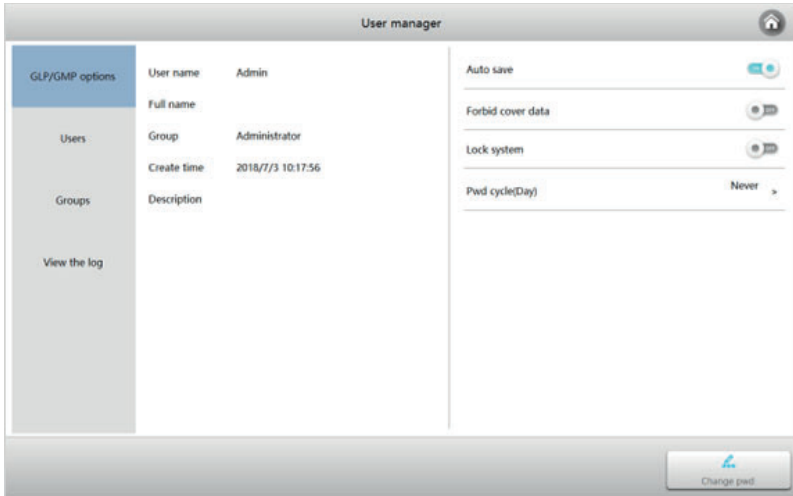 User manager
GLP/GMP options
Users
Groups
View the log
User name Admin
Full name
Group Administrator
Create time 2018/7/3 10:17:56
Description
Auto save
Forbid cover data
Lock system
Pwd cycle(Day) Never >
Change pwd